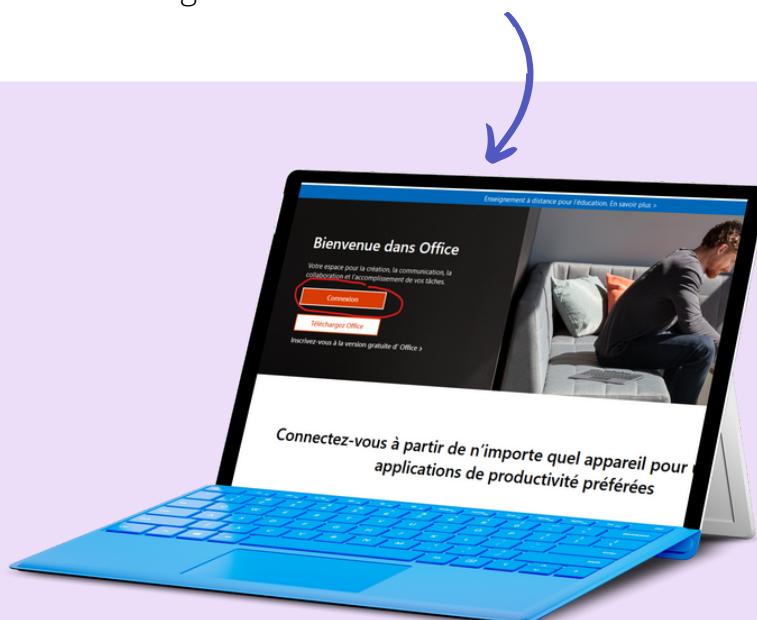 Enseignement à distance pour l'éducation. En savoir plus >
Bienvenue dans Office
Votre espace pour la création, la communication, la
collaboration et l'accomplissement de vos tâches.
Connexion
Téléchargez Office
Inscrivez-vous à la version gratuite d' Office >
Connectez-vous à partir de n'importe quel appareil pour
applications de productivité préférées